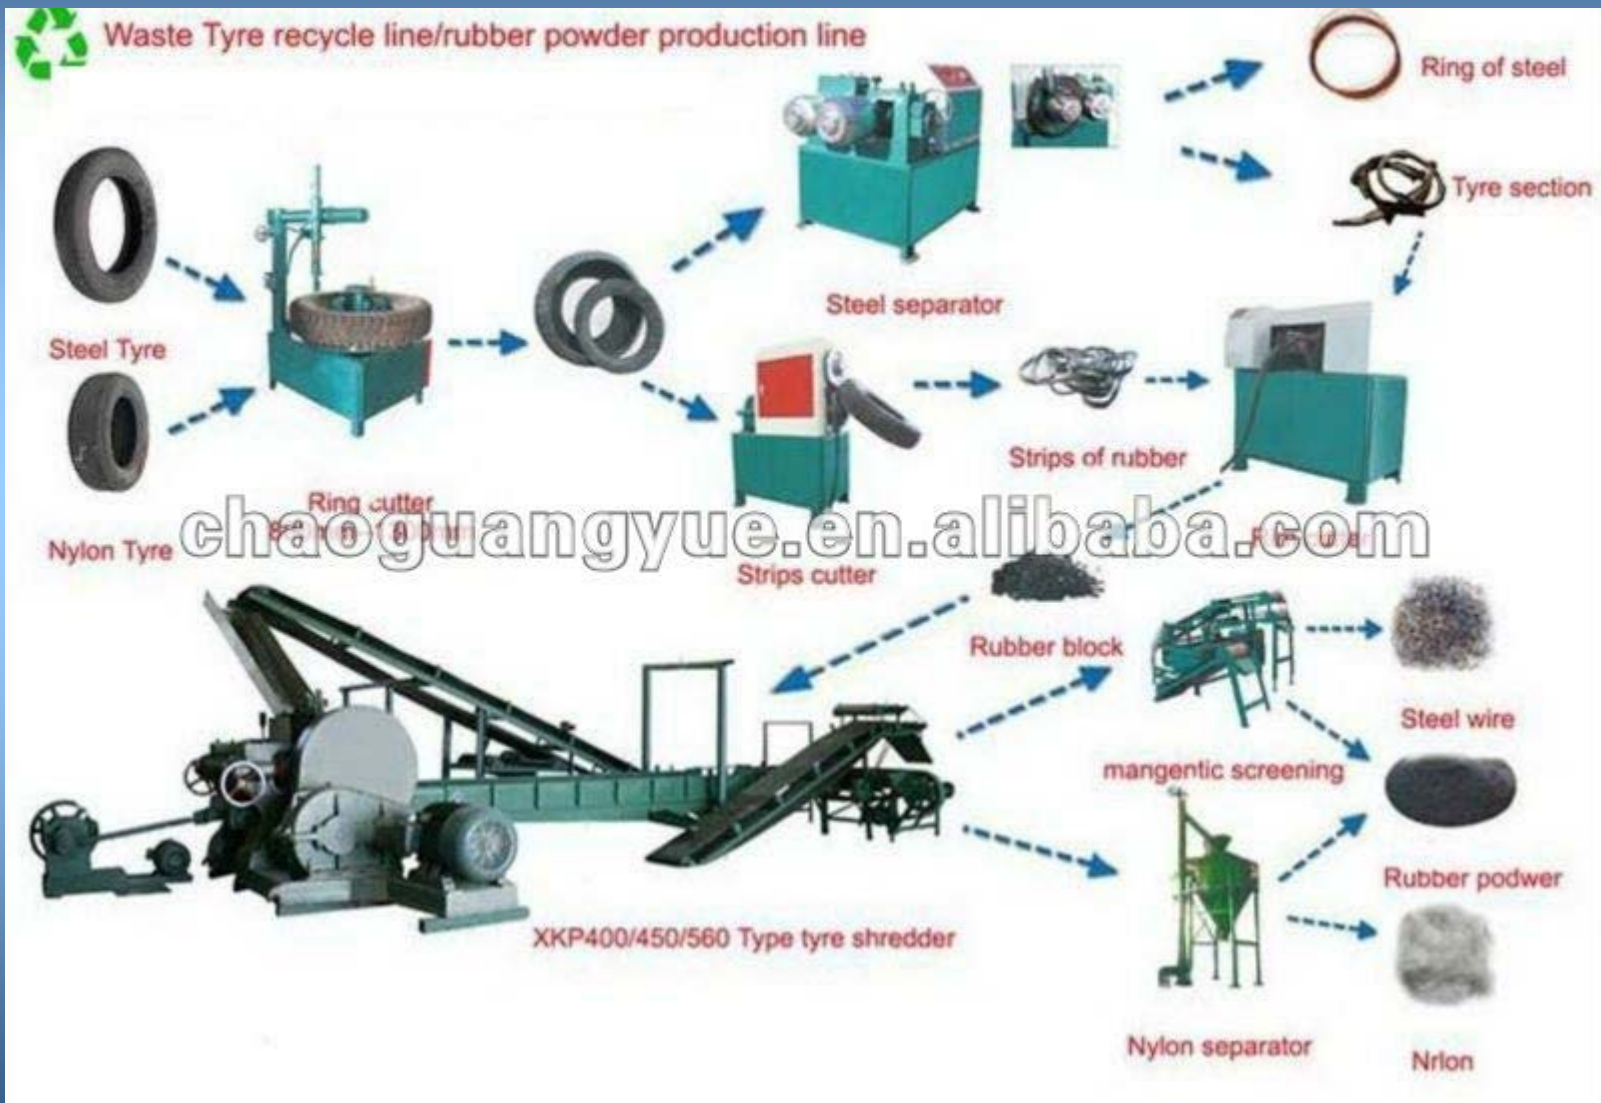 Waste Tyre recycle line/rubber powder production line
Ring of steel
Tyre section
Steel separator
Steel Tyre
Strips of rubber
Ring cutter
chaoguangyue.en.alibaba.com
Nylon Tyre
Strips cutter
Rubber block
Steel wire
mangentic screening
Rubber podwer
XKP400/450/560 Type tyre shredder
Nylon separator
Nrlon